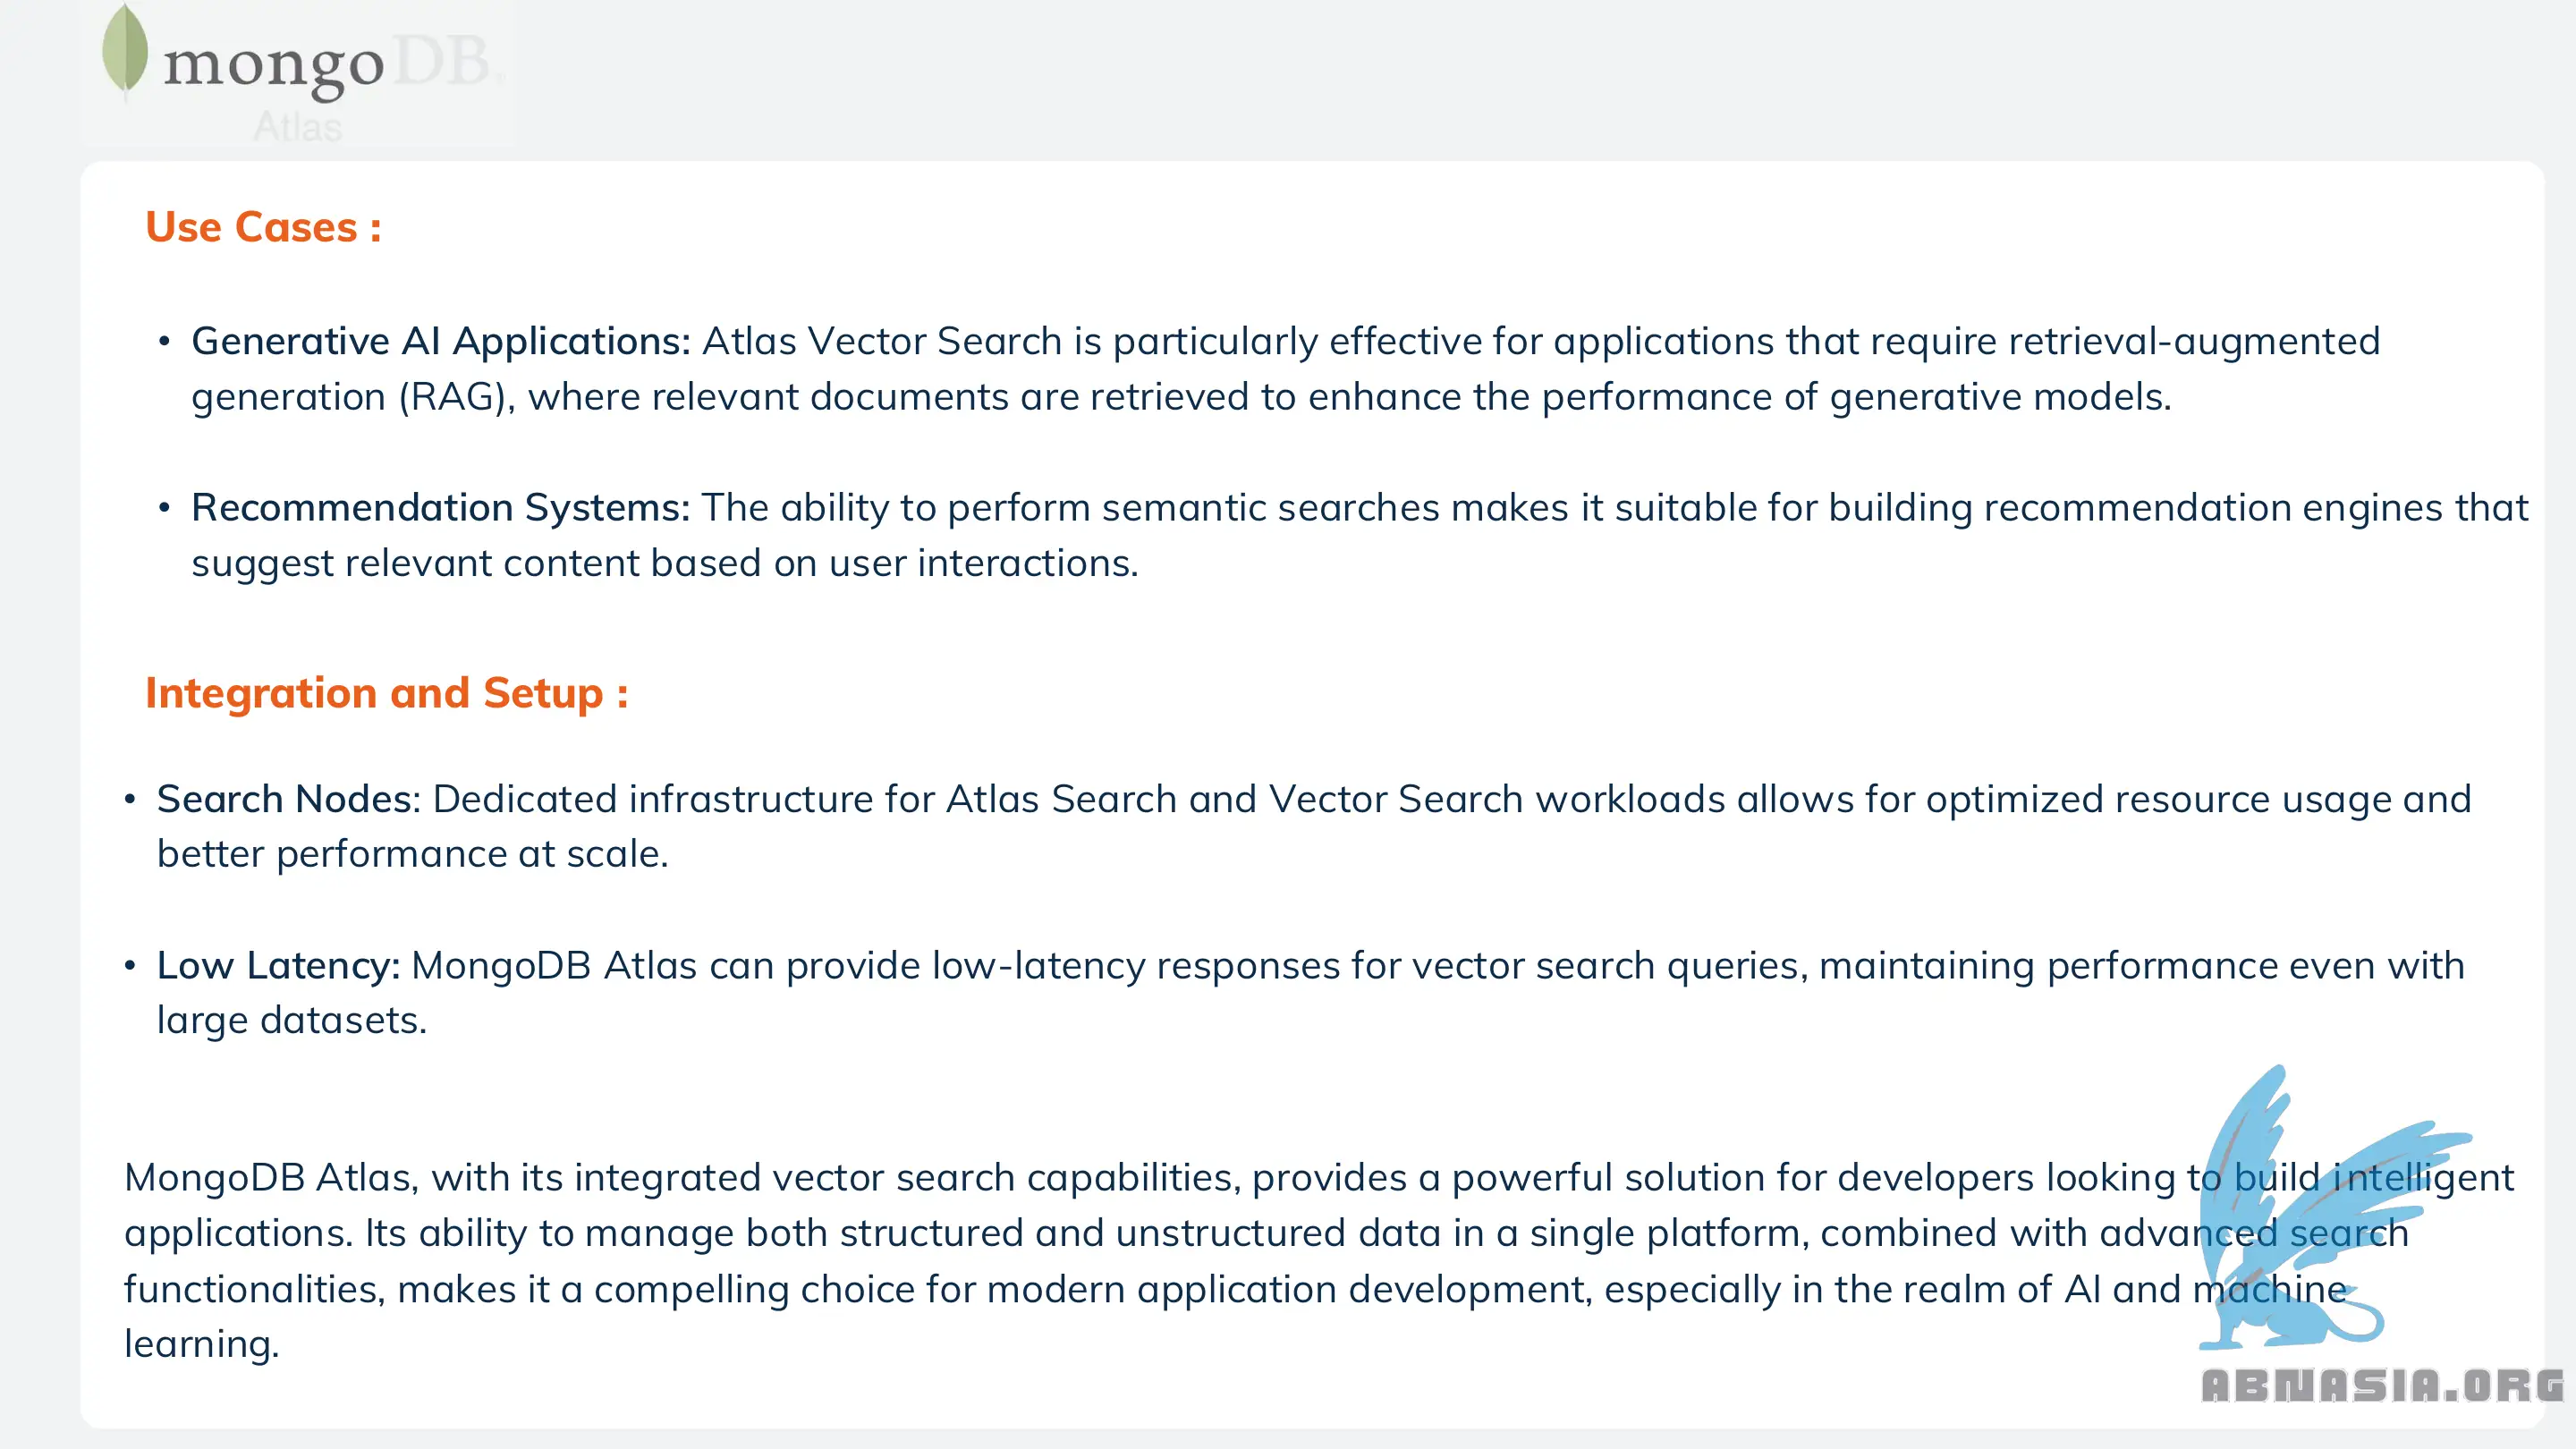 mongoDB.
Atlas
Use Cases :
• Generative AI Applications: Atlas Vector Search is particularly effective for applications that require retrieval-augmented
generation (RAG), where relevant documents are retrieved to enhance the performance of generative models.
• Recommendation Systems: The ability to perform semantic searches makes it suitable for building recommendation engines that
suggest relevant content based on user interactions.
Integration and Setup :
• Search Nodes: Dedicated infrastructure for Atlas Search and Vector Search workloads allows for optimized resource usage and
better performance at scale.
• Low Latency: MongoDB Atlas can provide low-latency responses for vector search queries, maintaining performance even with
large datasets.
MongoDB Atlas, with its integrated vector search capabilities, provides a powerful solution for developers looking to build intelligent
applications. Its ability to manage both structured and unstructured data in a single platform, combined with advanced search
functionalities, makes it a compelling choice for modern application development, especially in the realm of AI and machine
learning.
ABNASIA.ORG